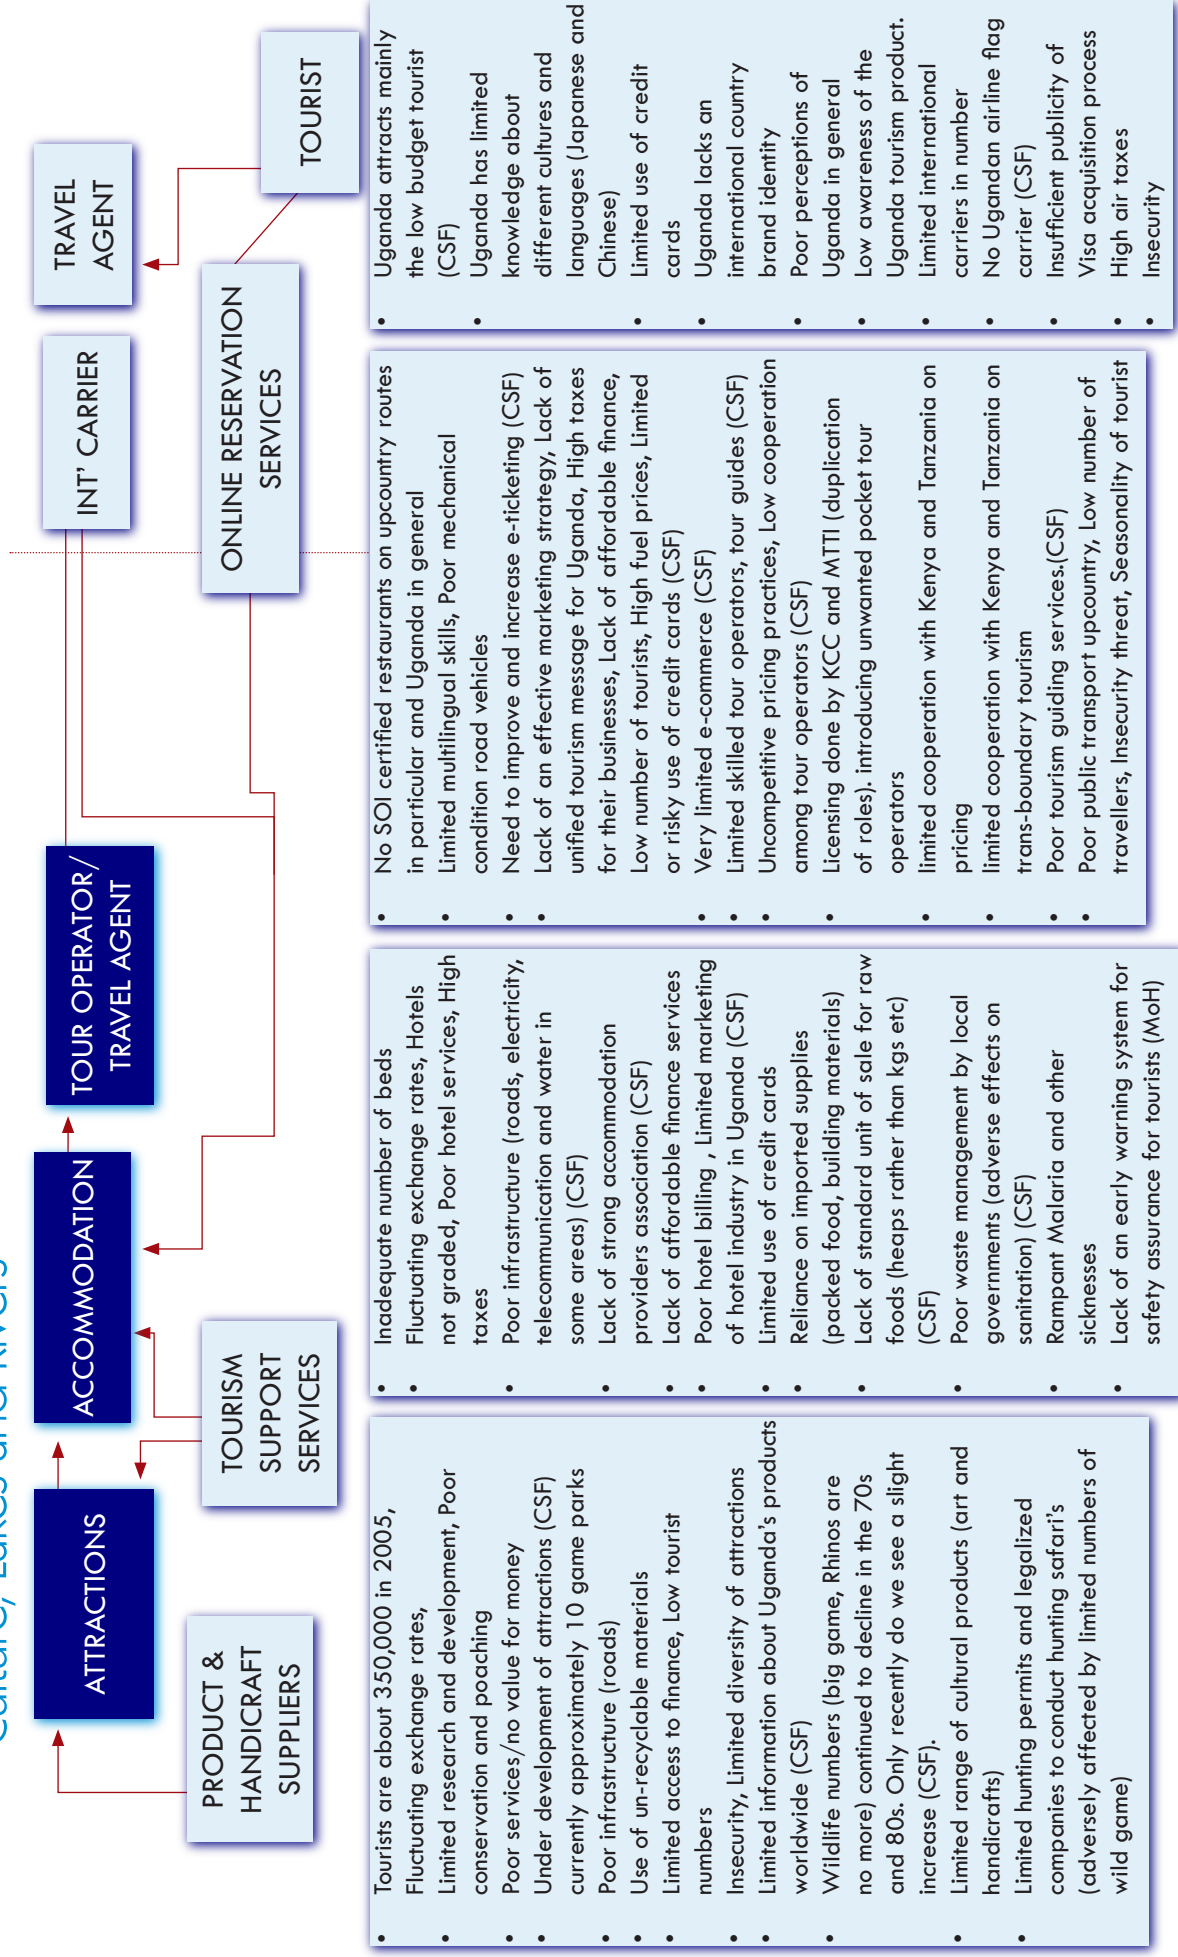 Culture, Lakes and Rivers
ATTRACTIONS
ACCOMMODATION
TOUR OPERATOR/
TRAVEL AGENT
INT' CARRIER
TRAVEL
AGENT
PRODUCT &
HANDICRAFT
SUPPLIERS
TOURISM
SUPPORT
SERVICES
ONLINE RESERVATION
SERVICES
TOURIST
• Tourists are about 350,000 in 2005,
Fluctuating exchange rates,
• Limited research and development, Poor
conservation and poaching
• Poor services/no value for money
• Under development of attractions (CSF)
currently approximately 10 game parks
• Poor infrastructure (roads)
• Use of un-recyclable materials
• Limited access to finance, Low tourist
numbers
• Insecurity, Limited diversity of attractions
• Limited information about Uganda's products
worldwide (CSF)
• Wildlife numbers (big game, Rhinos are
no more) continued to decline in the 70s
and 80s. Only recently do we see a slight
increase (CSF).
• Limited range of cultural products (art and
handicrafts)
• Limited hunting permits and legalized
companies to conduct hunting safari's
(adversely affected by limited numbers of
wild game)
• Inadequate number of beds
• Fluctuating exchange rates, Hotels
not graded, Poor hotel services, High
taxes
• Poor infrastructure (roads, electricity,
telecommunication and water in
some areas) (CSF)
• Lack of strong accommodation
providers association (CSF)
• Lack of affordable finance services
• Poor hotel billing , Limited marketing
of hotel industry in Uganda (CSF)
• Limited use of credit cards
• Reliance on imported supplies
(packed food, building materials)
• Lack of standard unit of sale for raw
foods (heaps rather than kgs etc)
(CSF)
• Poor waste management by local
governments (adverse effects on
sanitation) (CSF)
• Rampant Malaria and other
sicknesses
• Lack of an early warning system for
safety assurance for tourists (MoH)
• No SOI certified restaurants on upcountry routes
in particular and Uganda in general
• Limited multilingual skills, Poor mechanical
condition road vehicles
• Need to improve and increase e-ticketing (CSF)
• Lack of an effective marketing strategy, Lack of
unified tourism message for Uganda, High taxes
for their businesses, Lack of affordable finance,
Low number of tourists, High fuel prices, Limited
or risky use of credit cards (CSF)
• Very limited e-commerce (CSF)
• Limited skilled tour operators, tour guides (CSF)
• Uncompetitive pricing practices, Low cooperation
among tour operators (CSF)
• Licensing done by KCC and MTTI (duplication
of roles). introducing unwanted pocket tour
operators
• limited cooperation with Kenya and Tanzania on
pricing
• limited cooperation with Kenya and Tanzania on
trans-boundary tourism
• Poor tourism guiding services.(CSF)
• Poor public transport upcountry, Low number of
travellers, Insecurity threat, Seasonality of tourist
• Uganda attracts mainly
the low budget tourist
(CSF)
• Uganda has limited
knowledge about
different cultures and
languages (Japanese and
Chinese)
• Limited use of credit
cards
• Uganda lacks an
international country
brand identity
• Poor perceptions of
Uganda in general
• Low awareness of the
Uganda tourism product.
• Limited international
carriers in number
• No Ugandan airline flag
carrier (CSF)
• Insufficient publicity of
Visa acquisition process
• High air taxes
• Insecurity